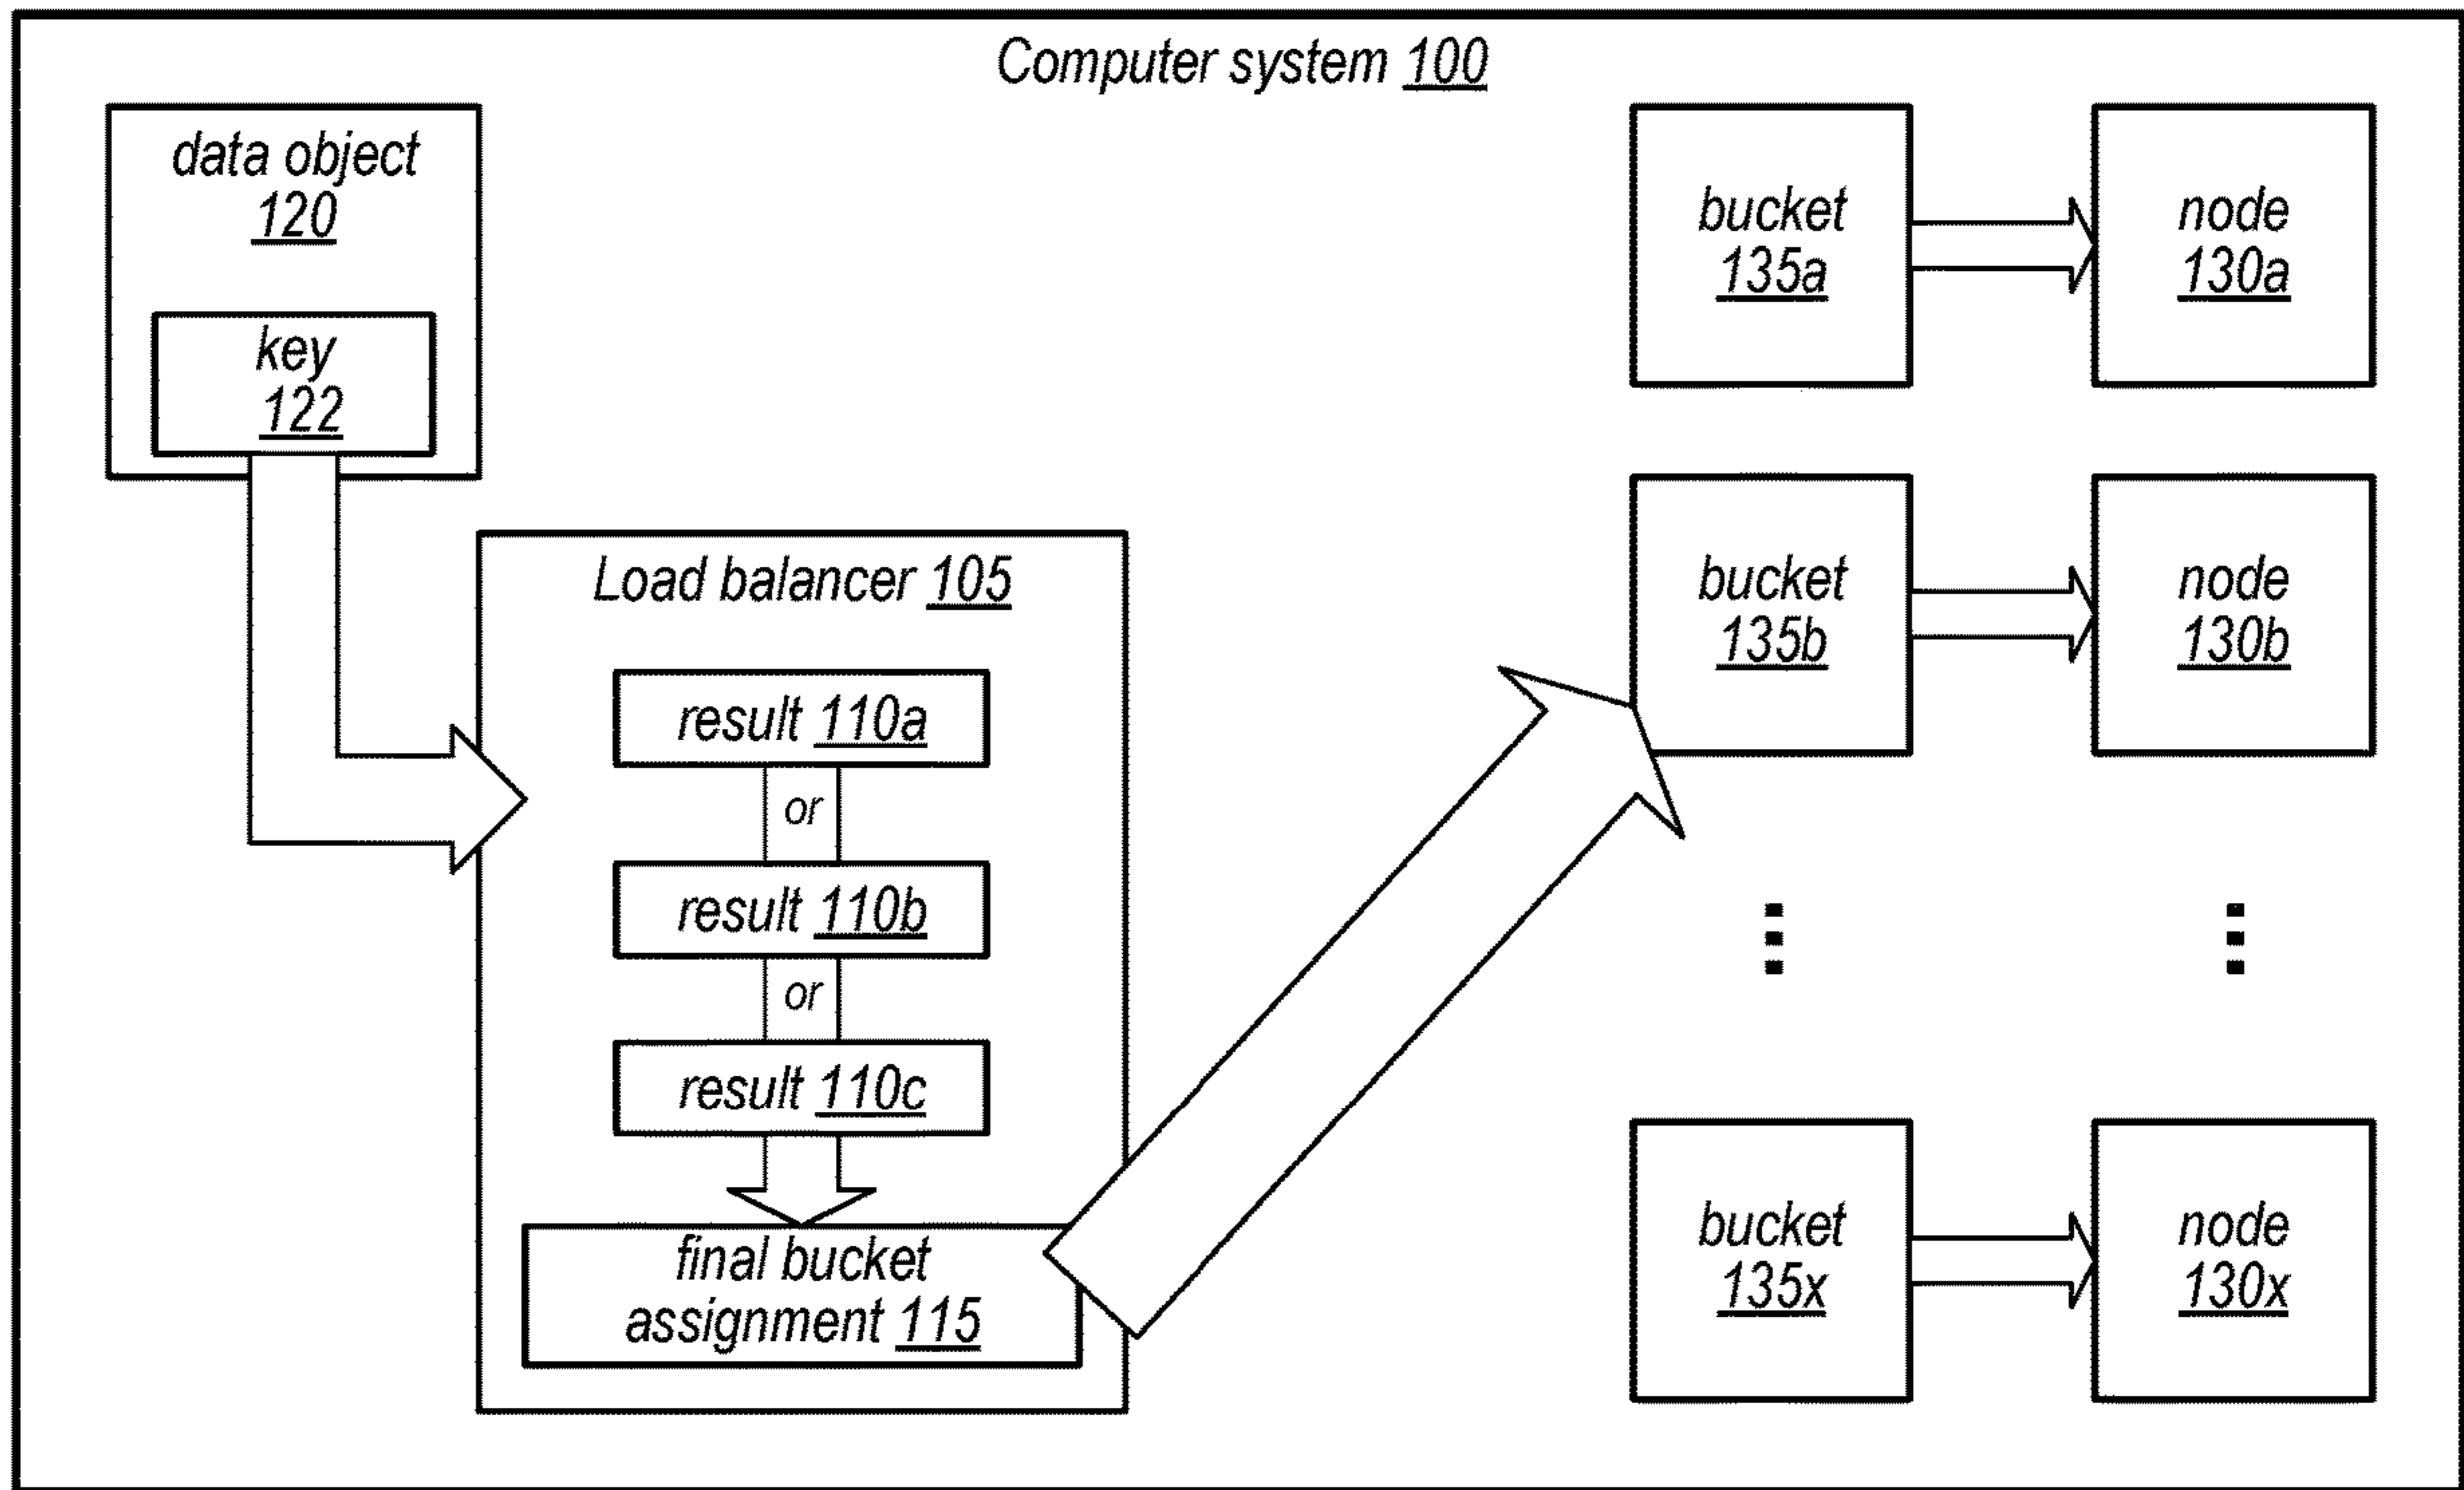 Computer system 100
data object
120
key
122
Load balancer 105
result 110a
or
result 110b
or
result 110c
final bucket
assignment 115
bucket
135a
node
130a
bucket
135b
node
130b
bucket
135x
node
130x